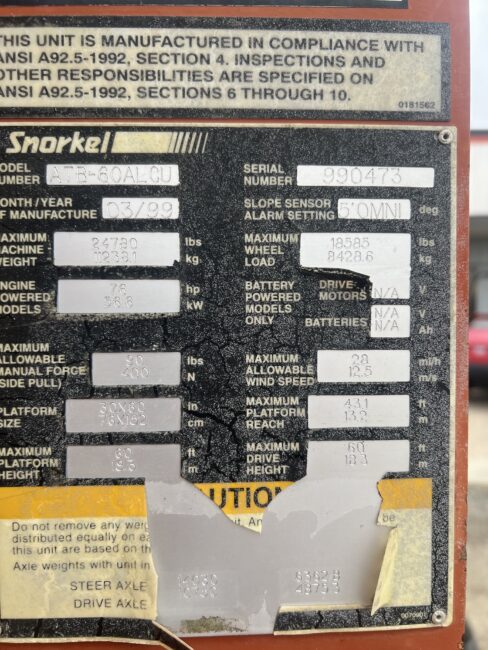 THIS UNIT IS MANUFACTURED IN COMPLIANCE WITH
ANSI A92.5-1992, SECTION 4. INSPECTIONS AND
OTHER RESPONSIBILITIES ARE SPECIFIED ON
ANSI A92.5-1992, SECTIONS 6 THROUGH 10.
0181562
Snorkel
MODEL NUMBER ATB-60ALCU SERIAL NUMBER 990473
MONTH / YEAR OF MANUFACTURE 03/99 SLOPE SENSOR ALARM SETTING 5°OMNI deg
MAXIMUM MACHINE WEIGHT 24780 lbs kg MAXIMUM WHEEL LOAD 18585 lbs 8428.6 kg
ENGINE POWERED MODELS 76 hp kW BATTERY POWERED MODELS ONLY DRIVE MOTORS N/A V
BATTERIES N/A V N/A Ah
MAXIMUM ALLOWABLE MANUAL FORCE (SIDE PULL) 90 lbs 400 N MAXIMUM ALLOWABLE WIND SPEED 28 mi/h 12.5 m/s
PLATFORM SIZE 30X60 in 76X152 cm MAXIMUM PLATFORM REACH 43.1 ft 13.2 m
MAXIMUM PLATFORM HEIGHT 60 ft m MAXIMUM DRIVE HEIGHT 60 ft 18.3 m
CAUTION
Do not remove any be
distributed equally on
this unit are based on
Axle weights with unit in
STEER AXLE
DRIVE AXLE